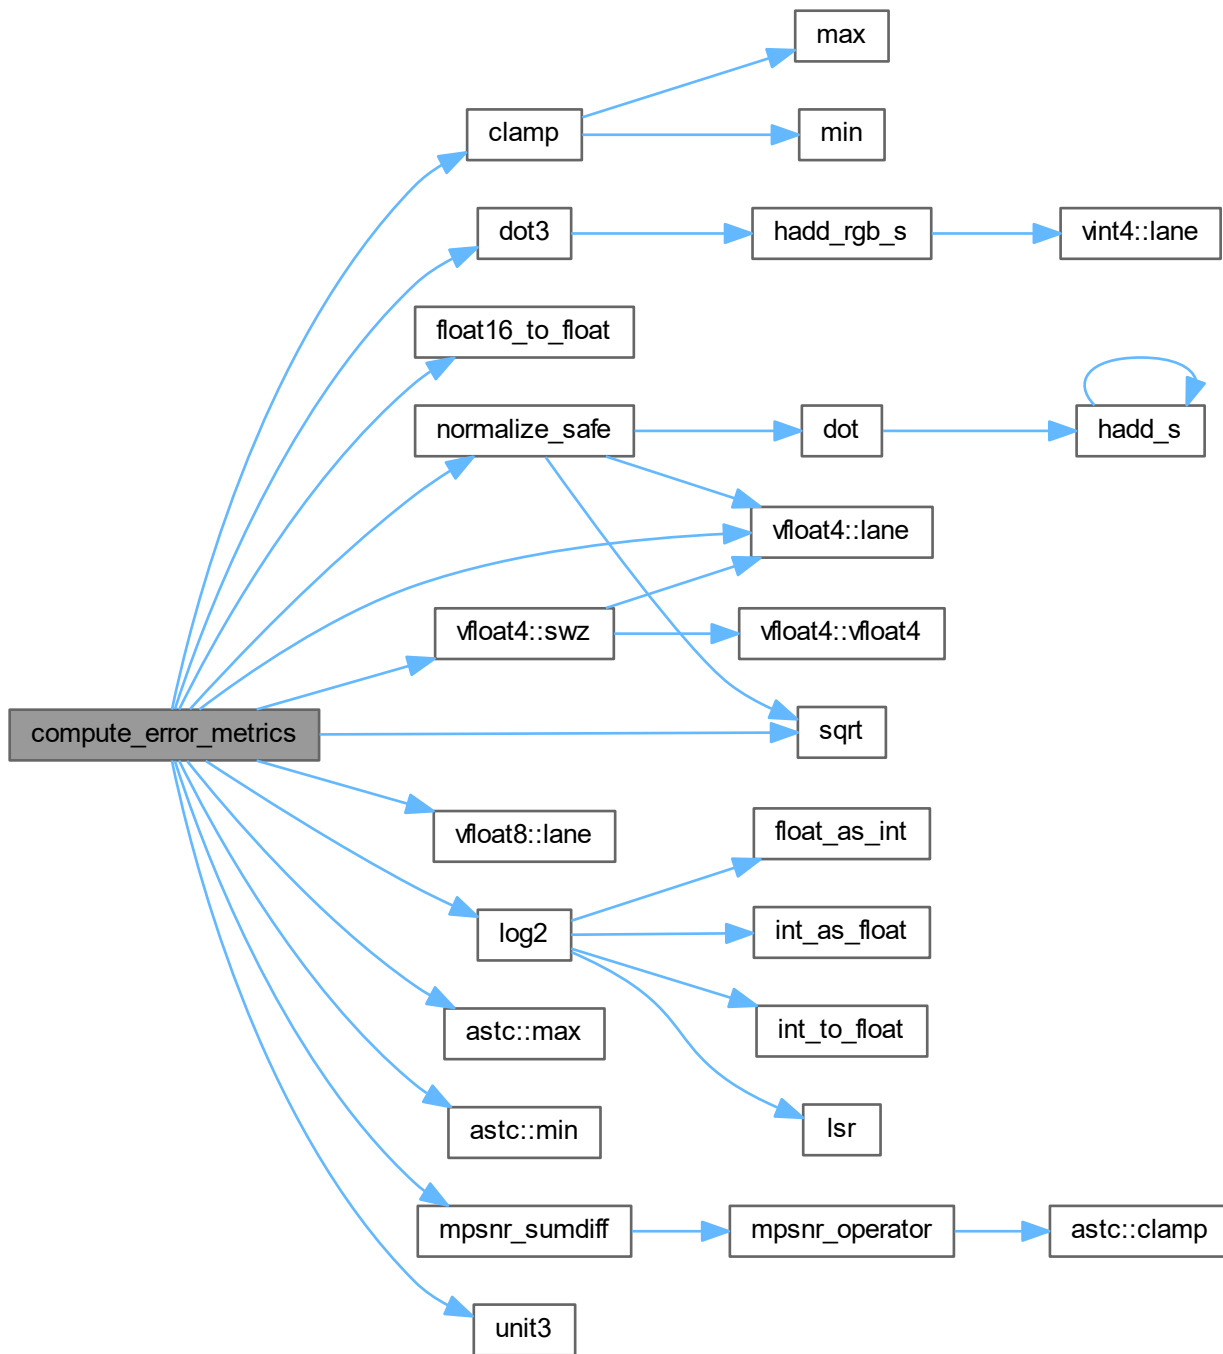 max
clamp
min
dot3
hadd_rgb_s
vint4::lane
float16_to_float
normalize_safe
dot
hadd_s
vfloat4::lane
vfloat4::swz
vfloat4::vfloat4
compute_error_metrics
sqrt
vfloat8::lane
float_as_int
log2
int_as_float
astc::max
int_to_float
astc::min
lsr
mpsnr_sumdiff
mpsnr_operator
astc::clamp
unit3